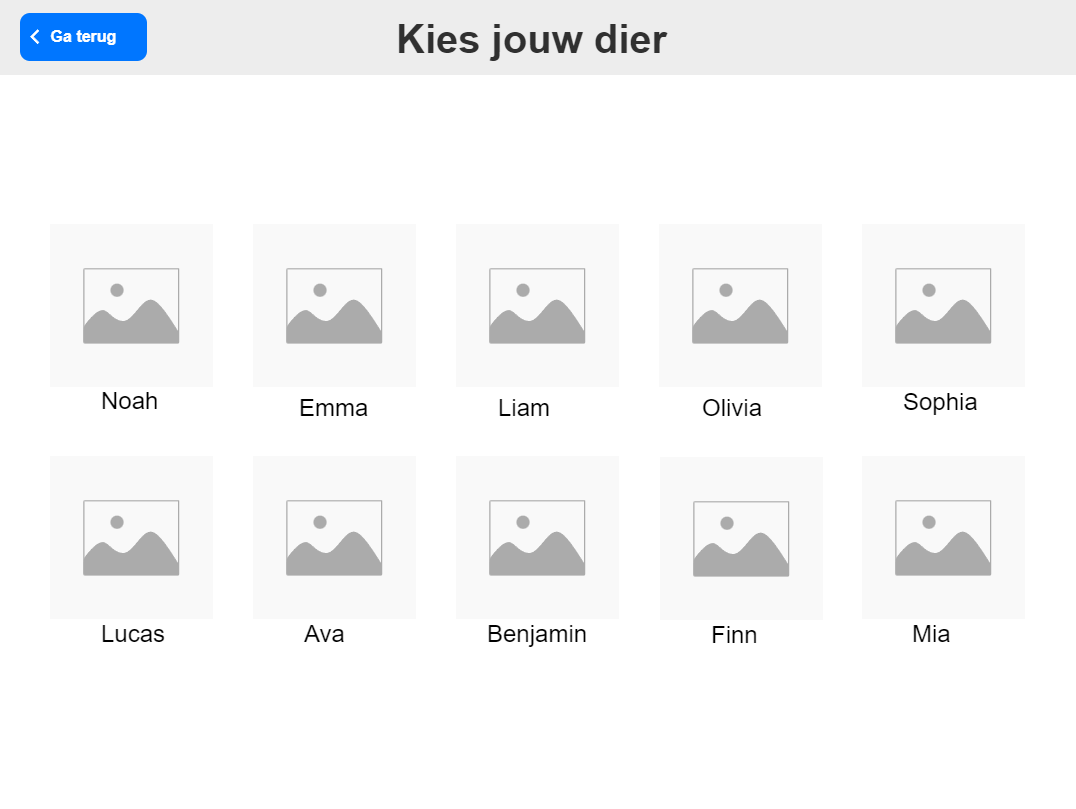 Ga terug
Kies jouw dier
Noah
Emma
Liam
Olivia
Sophia
Lucas
Ava
Benjamin
Finn
Mia